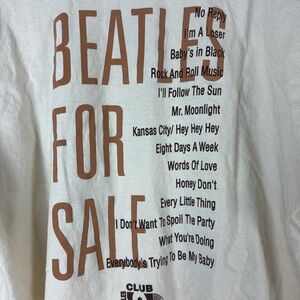 BEATLES
FOR
SALE
No Reply
I'm A Loser
Baby's in Black
Rock And Roll Music
I'll Follow The Sun
Mr. Moonlight
Kansas City/ Hey Hey Hey
Eight Days A Week
Words Of Love
Honey Don't
Every Little Thing
I Don't Want To Spoil The Party
What You're Doing
Everybody's Trying To Be My Baby
CLUB